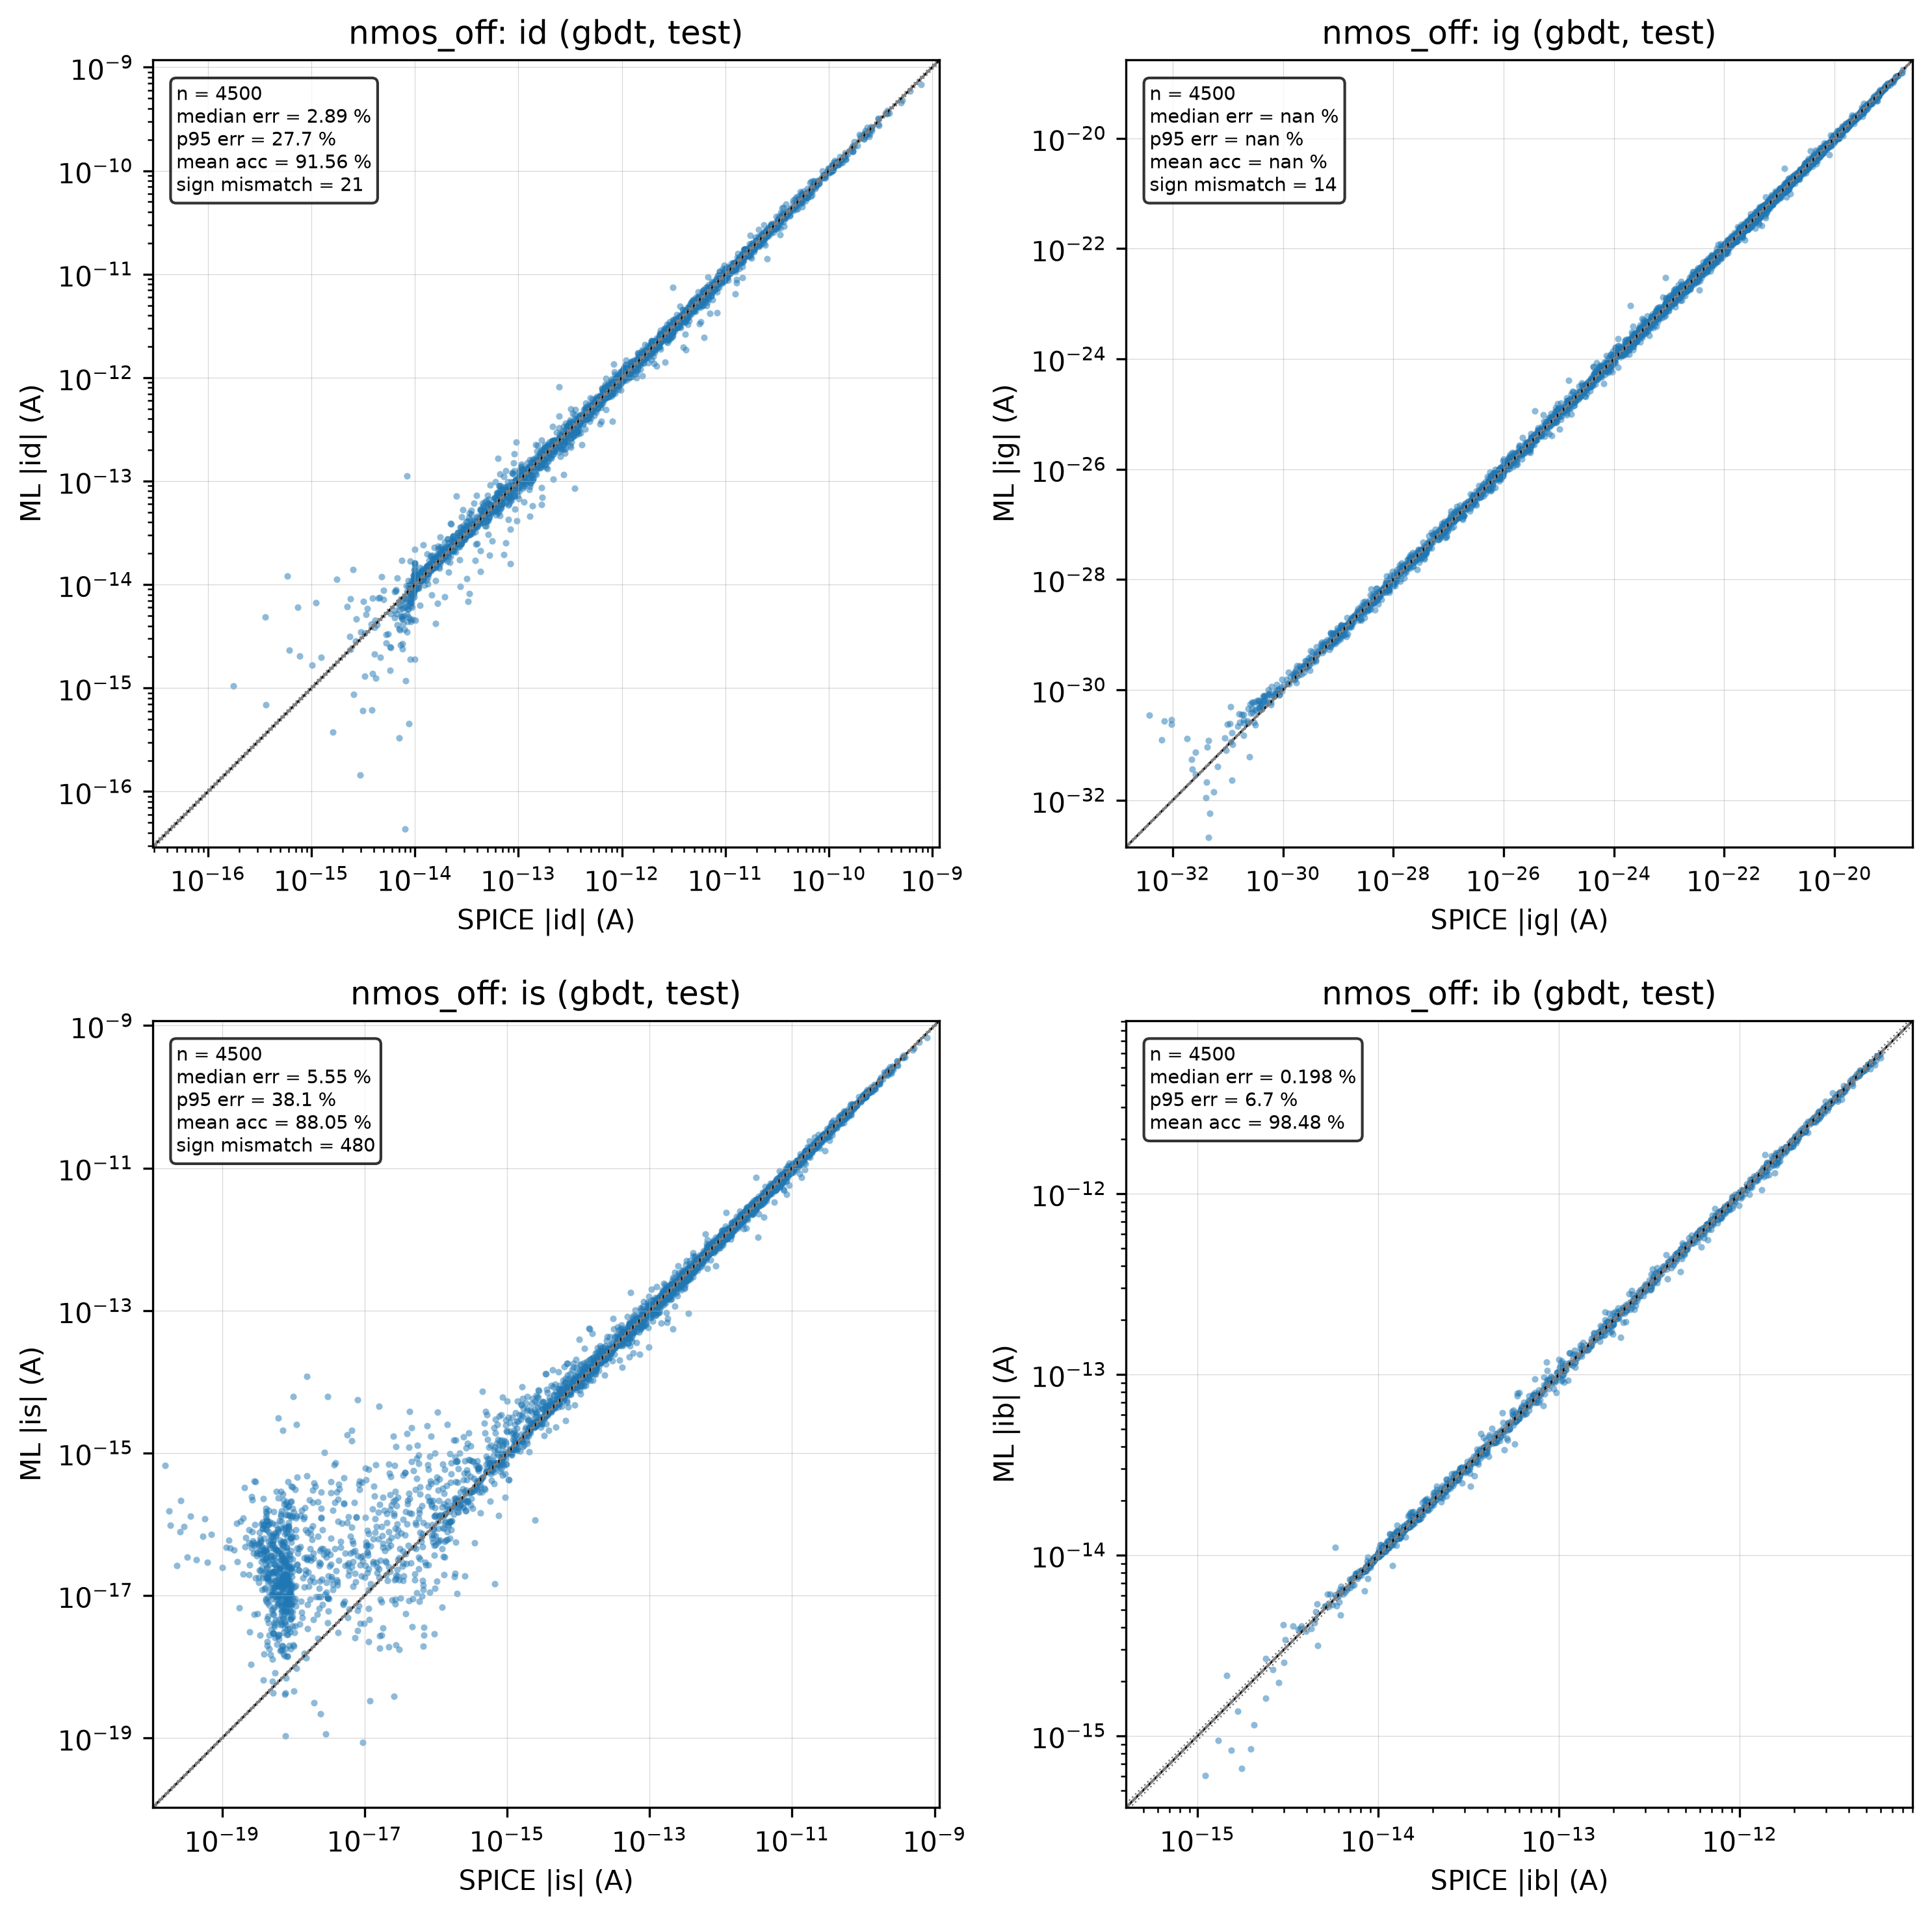 nmos_off: id (gbdt, test)
n = 4500
median err = 2.89 %
p95 err = 27.7 %
mean acc = 91.56 %
sign mismatch = 21
10⁻⁹
10⁻¹⁰
10⁻¹¹
10⁻¹²
10⁻¹³
10⁻¹⁴
10⁻¹⁵
10⁻¹⁶
ML |id| (A)
10⁻¹⁶ 10⁻¹⁵ 10⁻¹⁴ 10⁻¹³ 10⁻¹² 10⁻¹¹ 10⁻¹⁰ 10⁻⁹
SPICE |id| (A)
nmos_off: ig (gbdt, test)
n = 4500
median err = nan %
p95 err = nan %
mean acc = nan %
sign mismatch = 14
10⁻²⁰
10⁻²²
10⁻²⁴
10⁻²⁶
10⁻²⁸
10⁻³⁰
10⁻³²
ML |ig| (A)
10⁻³² 10⁻³⁰ 10⁻²⁸ 10⁻²⁶ 10⁻²⁴ 10⁻²² 10⁻²⁰
SPICE |ig| (A)
nmos_off: is (gbdt, test)
n = 4500
median err = 5.55 %
p95 err = 38.1 %
mean acc = 88.05 %
sign mismatch = 480
10⁻⁹
10⁻¹¹
10⁻¹³
10⁻¹⁵
10⁻¹⁷
10⁻¹⁹
ML |is| (A)
10⁻¹⁹ 10⁻¹⁷ 10⁻¹⁵ 10⁻¹³ 10⁻¹¹ 10⁻⁹
SPICE |is| (A)
nmos_off: ib (gbdt, test)
n = 4500
median err = 0.198 %
p95 err = 6.7 %
mean acc = 98.48 %
10⁻¹²
10⁻¹³
10⁻¹⁴
10⁻¹⁵
ML |ib| (A)
10⁻¹⁵ 10⁻¹⁴ 10⁻¹³ 10⁻¹²
SPICE |ib| (A)